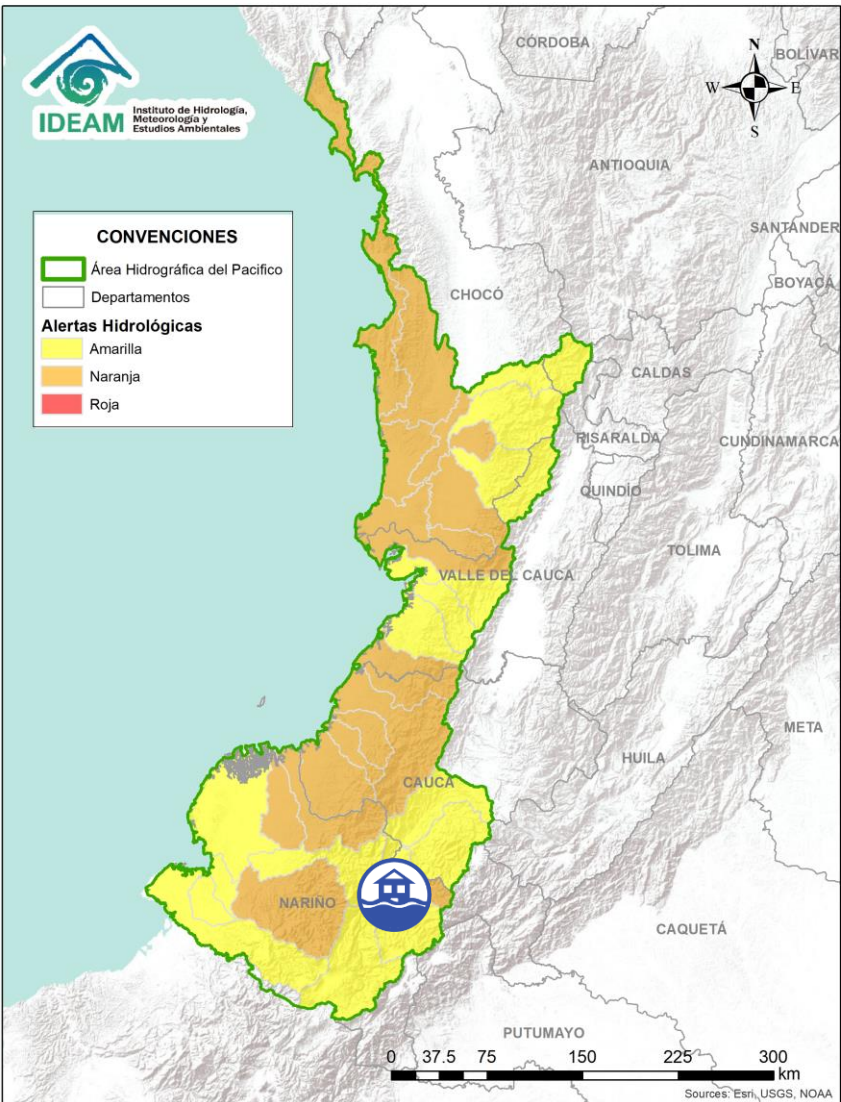 IDEAM
Instituto de Hidrología,
Meteorología y
Estudios Ambientales
N
W
E
S
CONVENCIONES
Área Hidrográfica del Pacifico
Departamentos
Alertas Hidrológicas
Amarilla
Naranja
Roja
CÓRDOBA
BOLÍVAR
ANTIOQUIA
SANTANDER
BOYACÁ
CHOCÓ
CALDAS
RISARALDA
CUNDINAMARCA
QUINDÍO
TOLIMA
VALLE DEL CAUCA
META
HUILA
CAUCA
NARIÑO
CAQUETÁ
PUTUMAYO
0 37.5 75 150 225 300
km
Sources: Esri, USGS, NOAA